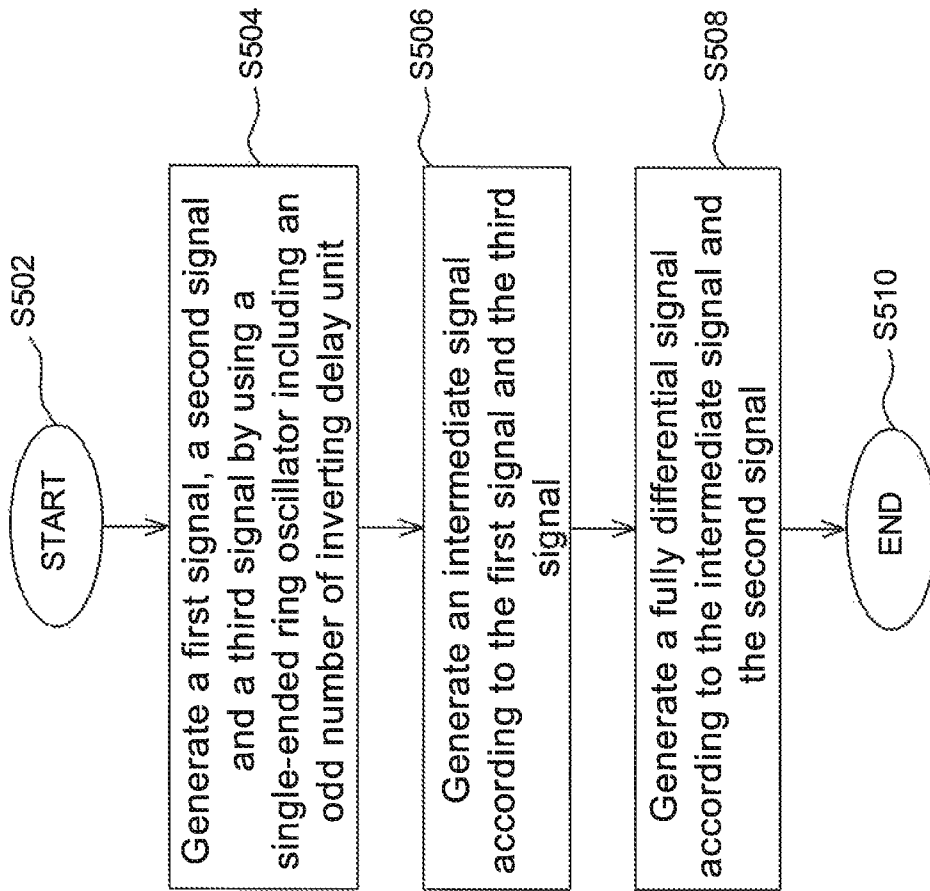 START
S502
Generate a first signal, a second signal
and a third signal by using a
single-ended ring oscillator including an
odd number of inverting delay unit
S504
Generate an intermediate signal
according to the first signal and the third
signal
S506
Generate a fully differential signal
according to the intermediate signal and
the second signal
S508
END
S510